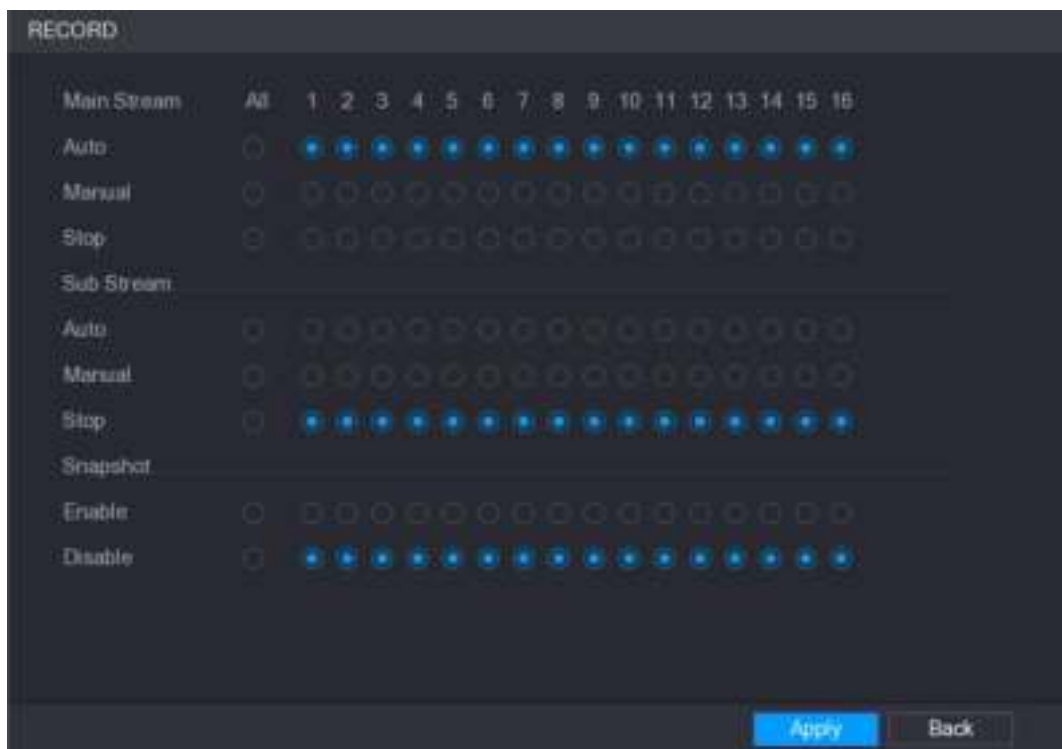 RECORD
Main Stream All 1 2 3 4 5 6 7 8 9 10 11 12 13 14 15 16
Auto
Manual
Stop
Sub Stream
Auto
Manual
Stop
Snapshot
Enable
Disable
Apply Back